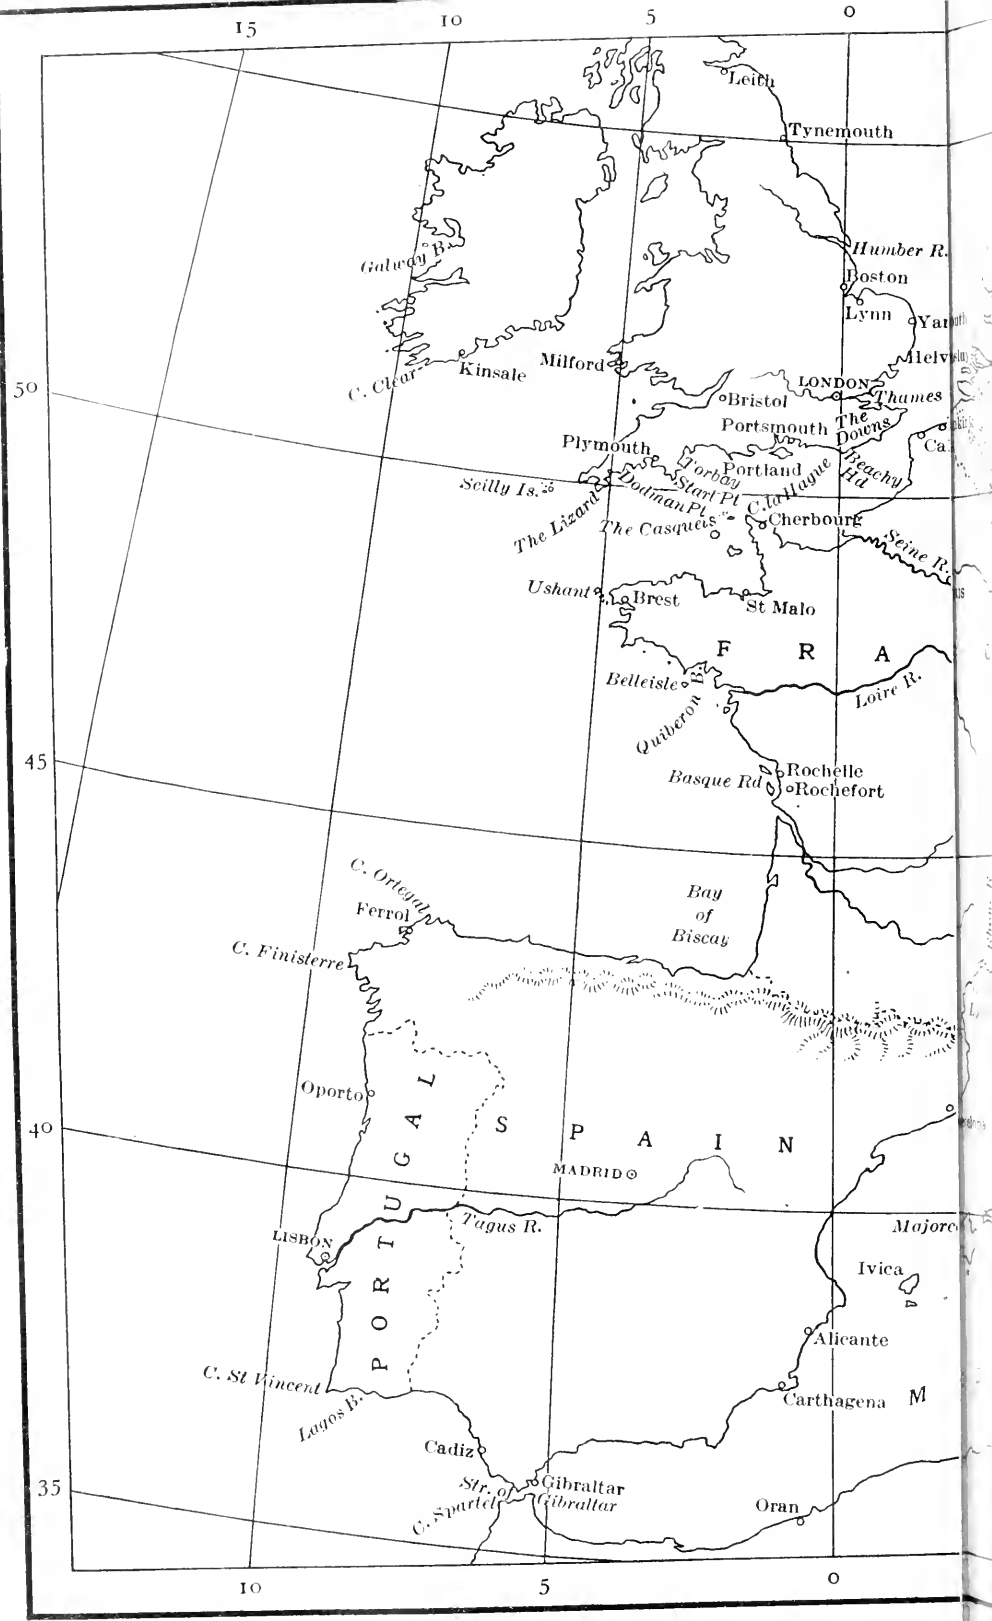 15
10
5
0
Leith
Tynemouth
Humber R.
Galway B.
Boston
Lynn
Yar
C. Clear
Kinsale
Milford
50
LONDON
Thames
Bristol
Portsmouth
The
Downs
Plymouth
Torbay
Portland
Beachy
Hd
Cal
Scilly Is.
Start Pt
Dodman Pt
C. la Hague
The Lizard
The Casquets
Cherbourg
Seine R.
Ushant
Brest
St Malo
F R A
Belleisle
Loire R.
Quiberon B.
45
Rochelle
Basque Rd
Rochefort
C. Ortegal
Bay
of
Biscay
Ferrol
C. Finisterre
Oporto
40
S P A I N
MADRID
PORTUGAL
Tagus R.
LISBON
Majorc
Ivica
Alicante
C. St Vincent
Carthagena
M
Lagos B.
Cadiz
35
Str. of
Gibraltar
Gibraltar
C. Spartel
Oran
10
5
0